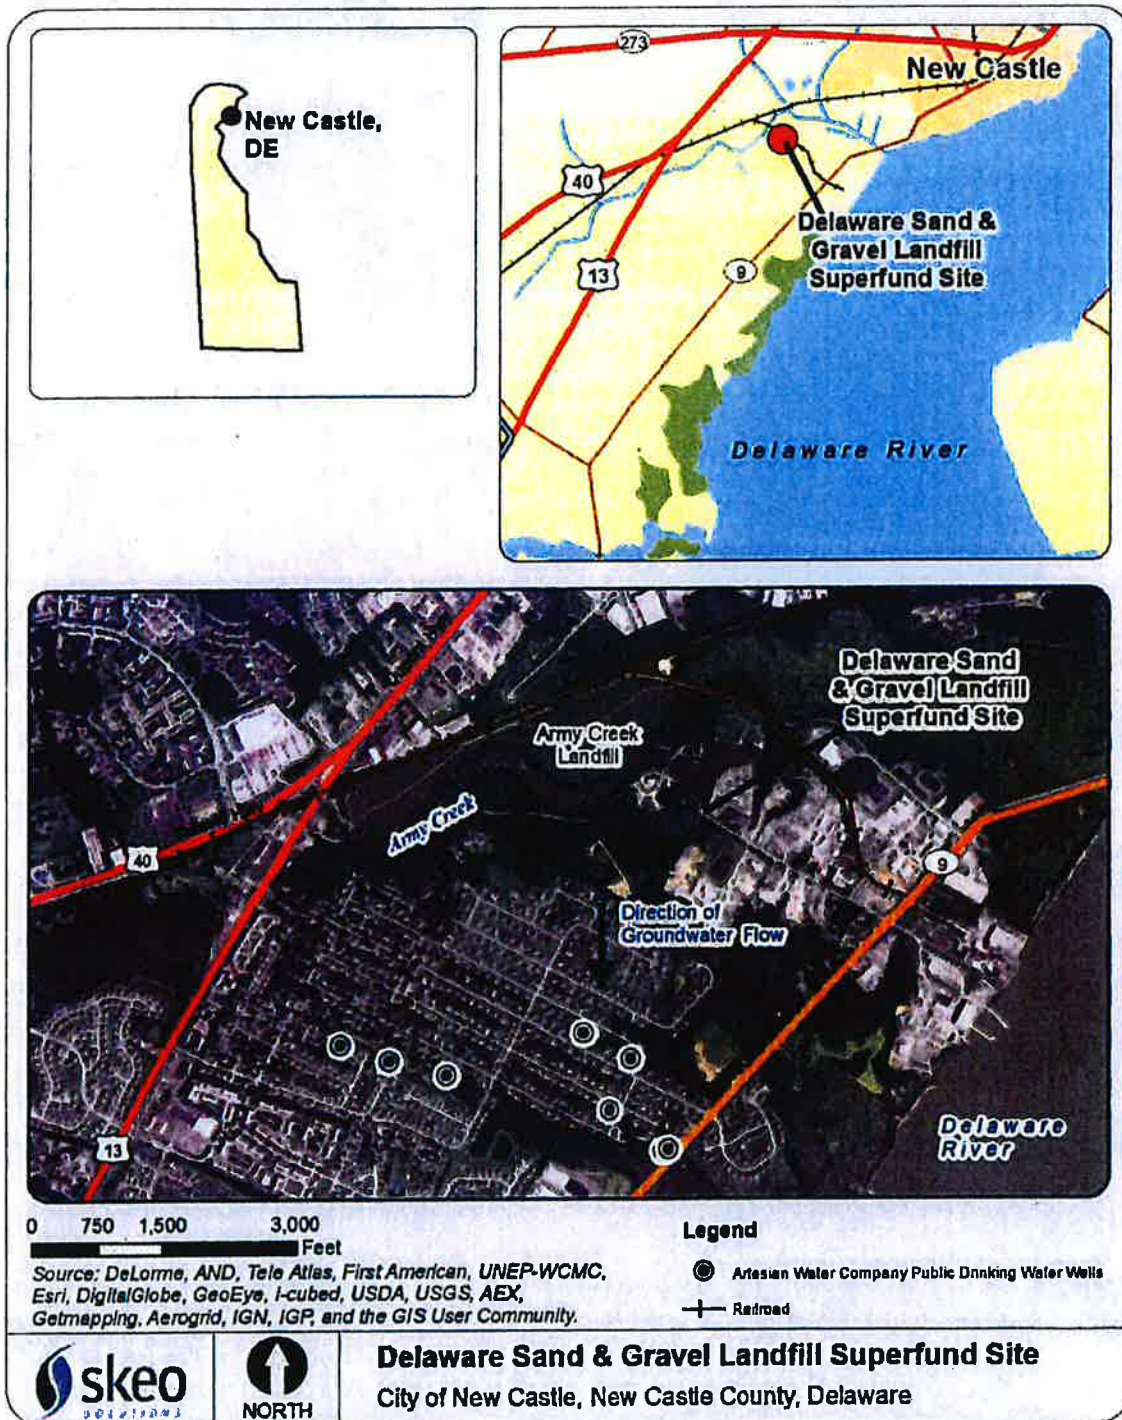 New Castle,
DE
273
New Castle
40
13
9
Delaware Sand &
Gravel Landfill
Superfund Site
Delaware River
Delaware Sand
& Gravel Landfill
Superfund Site
Army Creek
Landfill
Army Creek
40
9
Direction of
Groundwater Flow
13
Delaware
River
0 750 1,500 3,000
Feet
Source: DeLorme, AND, Tele Atlas, First American, UNEP-WCMC,
Esri, DigitalGlobe, GeoEye, i-cubed, USDA, USGS, AEX,
Getmapping, Aerogrid, IGN, IGP, and the GIS User Community.
Legend
Artesian Water Company Public Drinking Water Wells
Railroad
skeo
SOLUTIONS
NORTH
Delaware Sand & Gravel Landfill Superfund Site
City of New Castle, New Castle County, Delaware